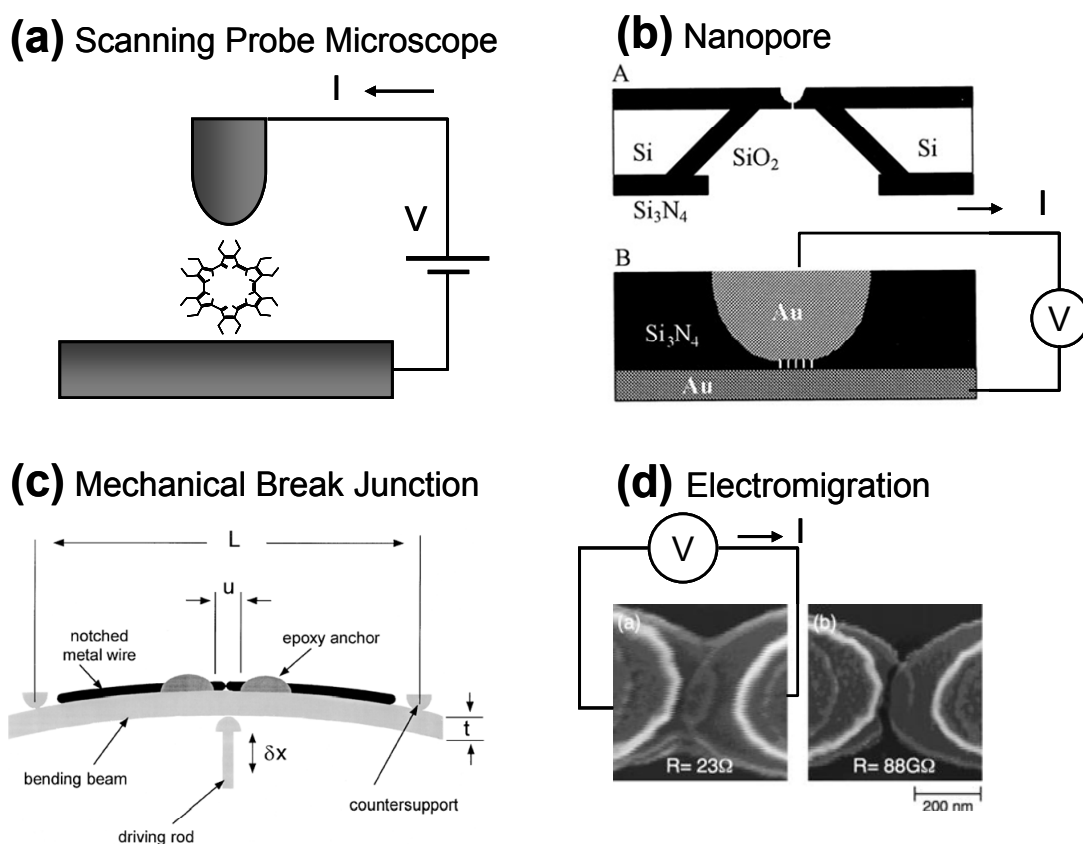 (a) Scanning Probe Microscope
I
V
(b) Nanopore
A
Si
SiO2
Si
Si3N4
I
B
Au
Si3N4
Au
V
(c) Mechanical Break Junction
L
u
notched
metal wire
epoxy anchor
t
δx
bending beam
countersupport
driving rod
(d) Electromigration
I
V
(a)
(b)
R= 23Ω
R= 88GΩ
200 nm